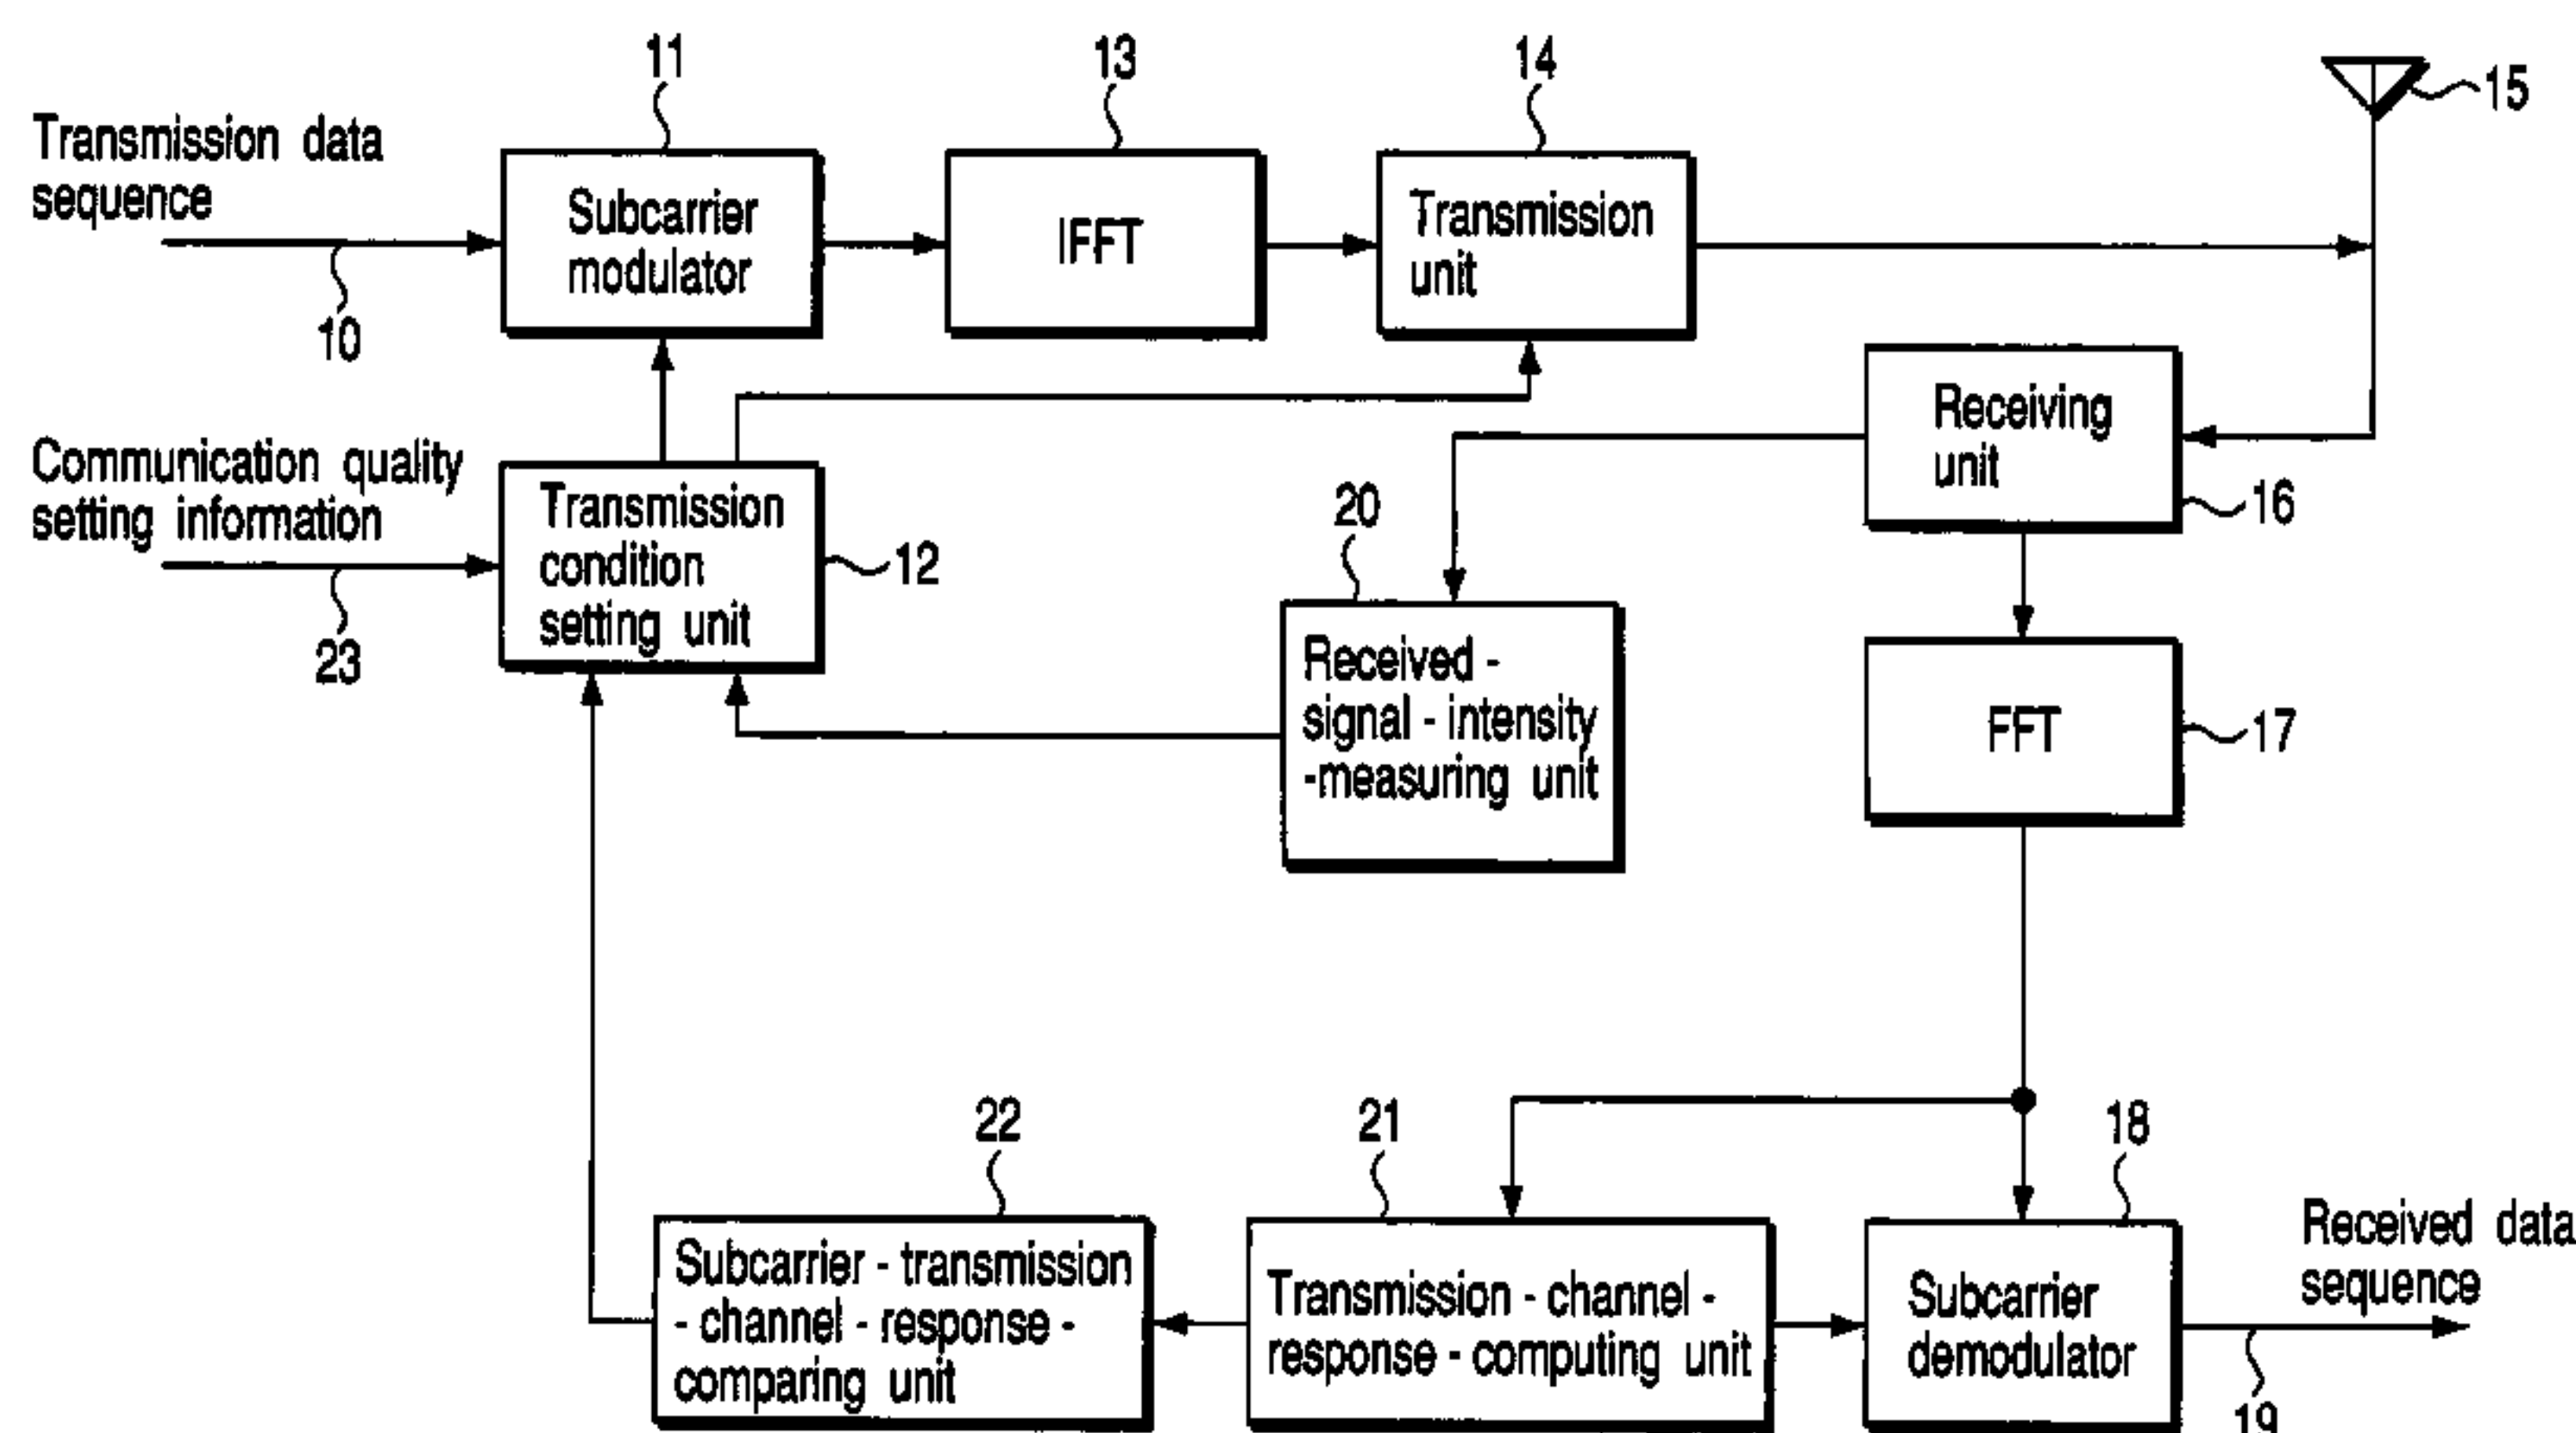 11
13
14
15
Transmission data
sequence
Subcarrier
modulator
IFFT
Transmission
unit
10
Communication quality
setting information
Transmission
condition
setting unit
12
23
20
Receiving
unit
16
Received -
signal - intensity
-measuring unit
FFT
17
22
21
18
Subcarrier - transmission
- channel - response -
comparing unit
Transmission - channel -
response - computing unit
Subcarrier
demodulator
Received data
sequence
19